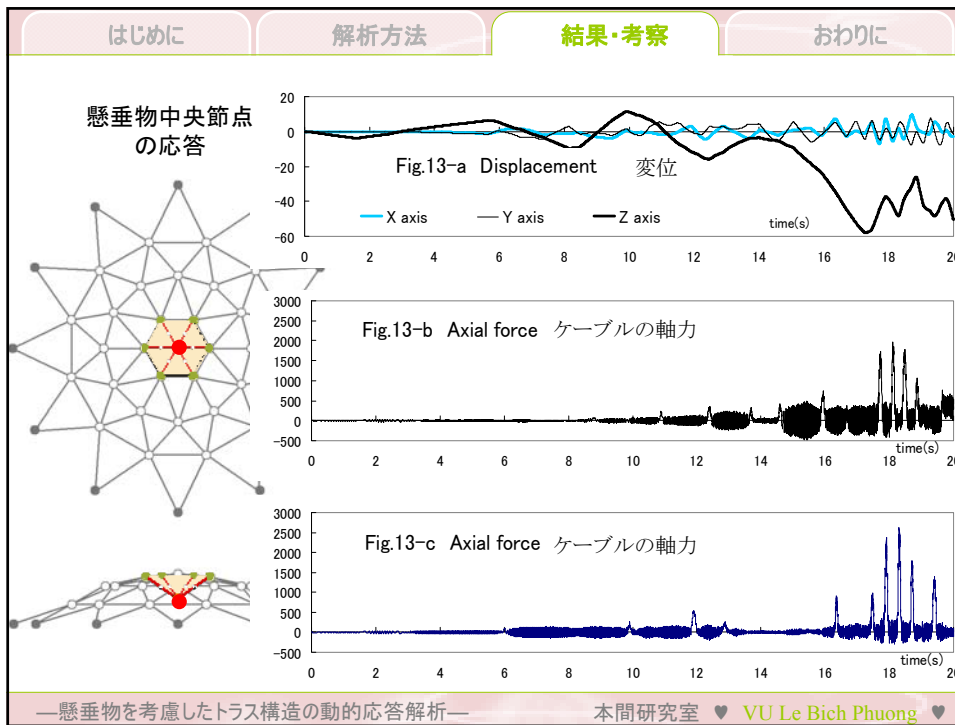 はじめに
解析方法
結果・考察
おわりに
懸垂物中央節点
の応答
20
0
-20
-40
-60
Fig.13-a Displacement 変位
X axis
Y axis
Z axis
time(s)
0 2 4 6 8 10 12 14 16 18 20
3000
2500
2000
1500
1000
500
0
-500
Fig.13-b Axial force ケーブルの軸力
time(s)
0 2 4 6 8 10 12 14 16 18 20
3000
2500
2000
1500
1000
500
0
-500
Fig.13-c Axial force ケーブルの軸力
time(s)
0 2 4 6 8 10 12 14 16 18 20
―懸垂物を考慮したトラス構造の動的応答解析―
本間研究室 ♥ VU Le Bich Phuong ♥